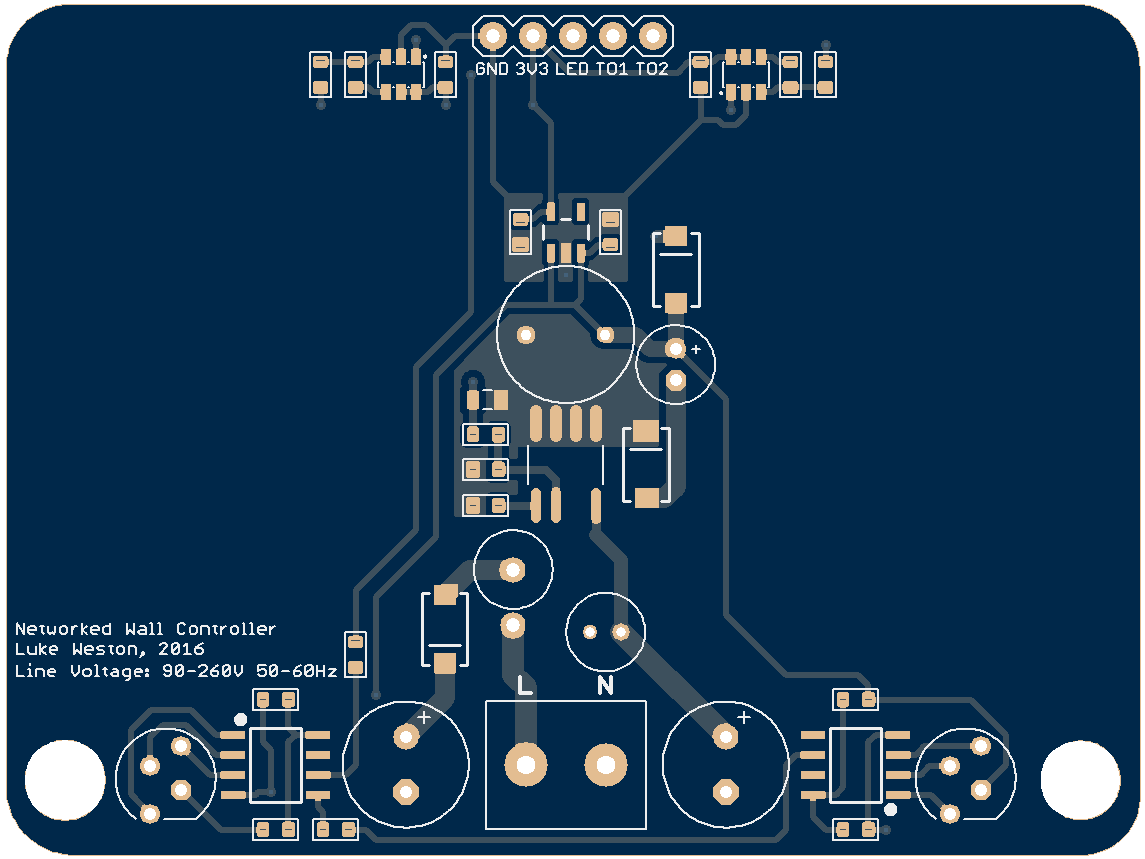 GND 3V3 LED TO1 TO2
+
Networked Wall Controller
Luke Weston, 2016
Line Voltage: 90-260V 50-60Hz
L N
+ +